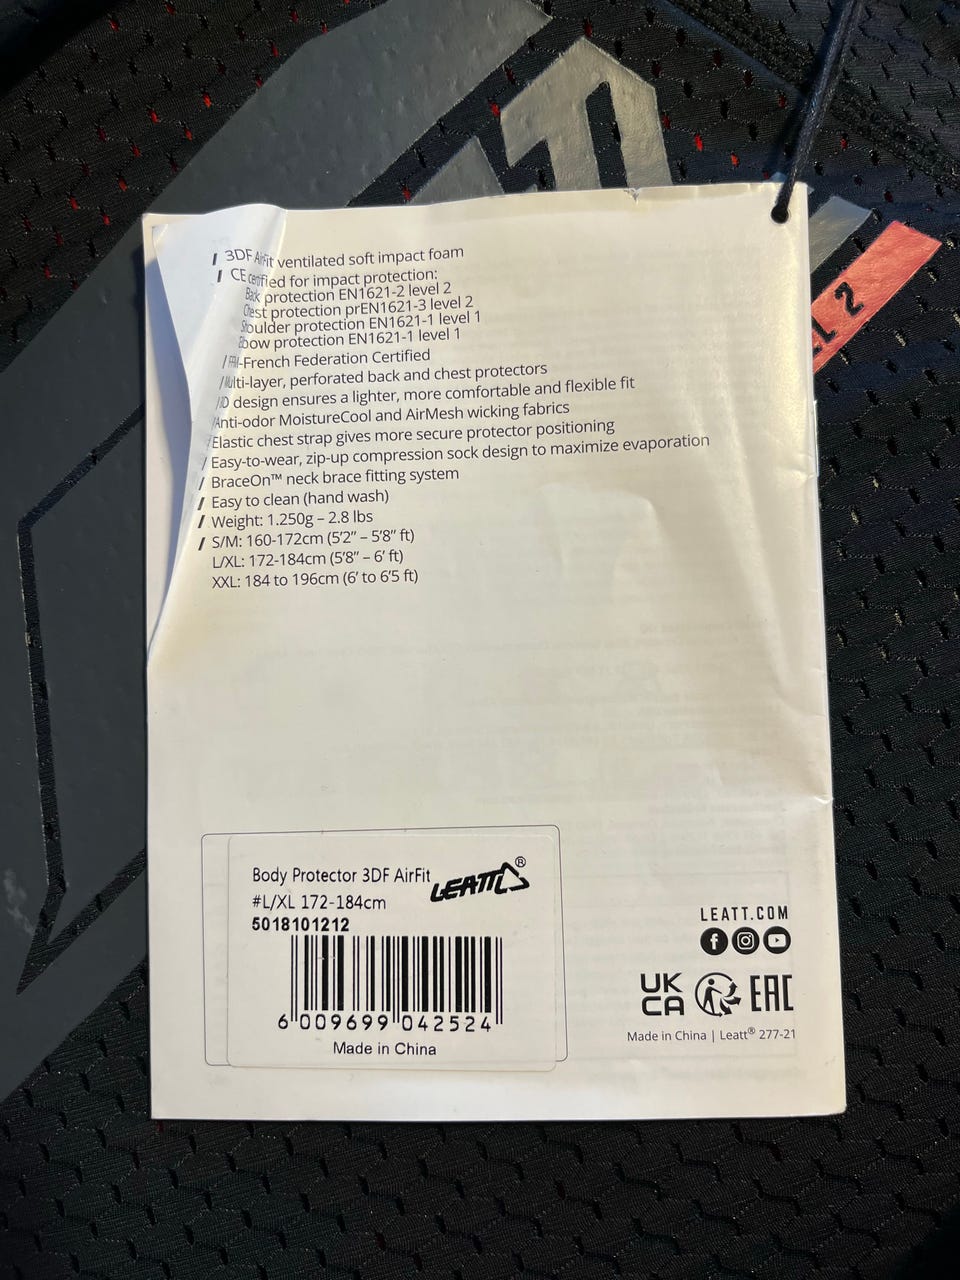 3DF AirFit ventilated soft impact foam
CE certified for impact protection:
Back protection EN1621-2 level 2
Chest protection prEN1621-3 level 2
Shoulder protection EN1621-1 level 1
Elbow protection EN1621-1 level 1
-French Federation Certified
Multi-layer, perforated back and chest protectors
design ensures a lighter, more comfortable and flexible fit
Anti-odor MoistureCool and AirMesh wicking fabrics
Elastic chest strap gives more secure protector positioning
Easy-to-wear, zip-up compression sock design to maximize evaporation
BraceOn™ neck brace fitting system
Easy to clean (hand wash)
Weight: 1.250g – 2.8 lbs
S/M: 160-172cm (5'2" – 5'8" ft)
L/XL: 172-184cm (5'8" – 6' ft)
XXL: 184 to 196cm (6' to 6'5 ft)
Body Protector 3DF AirFit LEATT®
#L/XL 172-184cm
5018101212
6 009699 042524
Made in China
LEATT.COM
UK CA EAC
Made in China | Leatt® 277-21
2